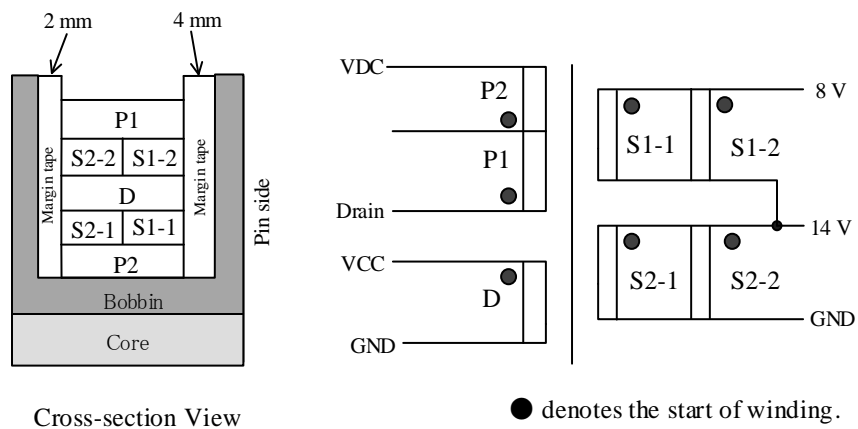 2 mm
4 mm
Margin tape
P1
S2-2
S1-2
D
S2-1
S1-1
P2
Margin tape
Pin side
Bobbin
Core
Cross-section View
VDC
P2
P1
Drain
VCC
D
GND
8 V
S1-1
S1-2
14 V
S2-1
S2-2
GND
denotes the start of winding.